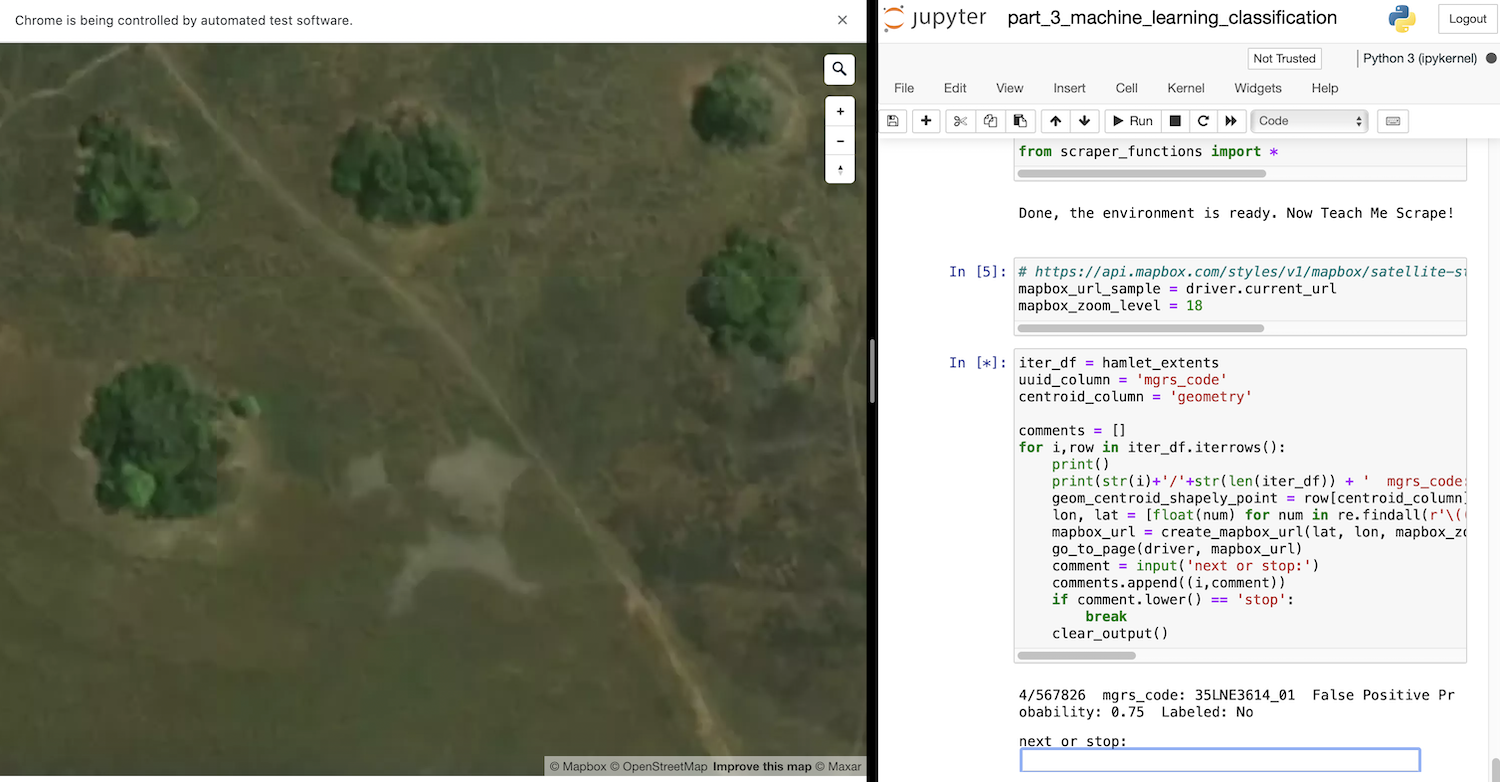 Chrome is being controlled by automated test software.
© Mapbox © OpenStreetMap Improve this map © Maxar
jupyter part_3_machine_learning_classification
Logout
Not Trusted
Python 3 (ipykernel)
File Edit View Insert Cell Kernel Widgets Help
Run Code
from scraper_functions import *
Done, the environment is ready. Now Teach Me Scrape!
In [5]:
# https://api.mapbox.com/styles/v1/mapbox/satellite-st
mapbox_url_sample = driver.current_url
mapbox_zoom_level = 18
In [*]:
iter_df = hamlet_extents
uuid_column = 'mgrs_code'
centroid_column = 'geometry'
comments = []
for i,row in iter_df.iterrows():
print()
print(str(i)+'/'+str(len(iter_df)) + '  mgrs_code:
geom_centroid_shapely_point = row[centroid_column]
lon, lat = [float(num) for num in re.findall(r'\((
mapbox_url = create_mapbox_url(lat, lon, mapbox_zo
go_to_page(driver, mapbox_url)
comment = input('next or stop:')
comments.append((i,comment))
if comment.lower() == 'stop':
break
clear_output()
4/567826  mgrs_code: 35LNE3614_01  False Positive Pr
obability: 0.75  Labeled: No
next or stop: